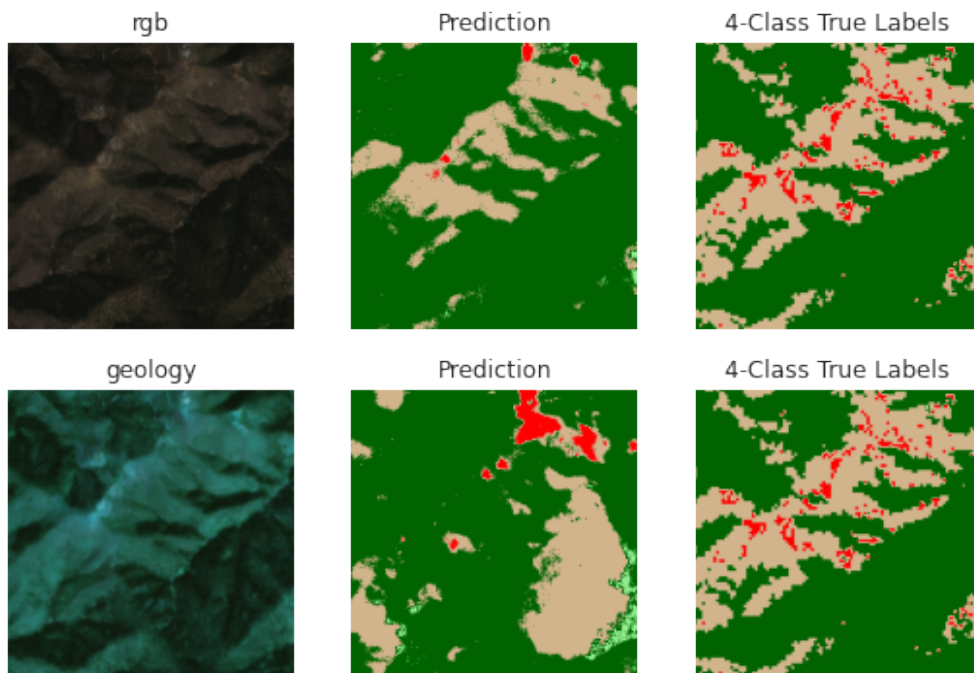 rgb
Prediction
4-Class True Labels
geology
Prediction
4-Class True Labels